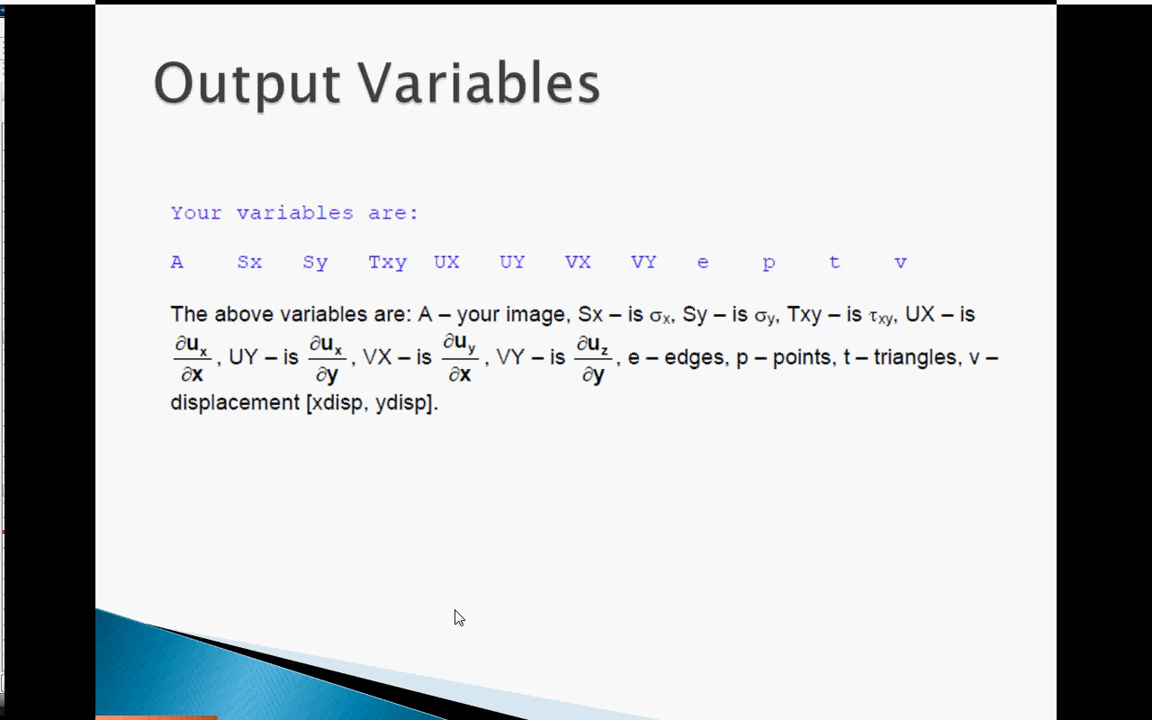 Output Variables
Your variables are:
A Sx Sy Txy UX UY VX VY e p t v
The above variables are: A – your image, Sx – is σₓ, Sy – is σy, Txy – is τxy, UX – is
∂uₓ/∂x , UY – is ∂uₓ/∂y , VX – is ∂uy/∂x , VY – is ∂uz/∂y , e – edges, p – points, t – triangles, v –
displacement [xdisp, ydisp].